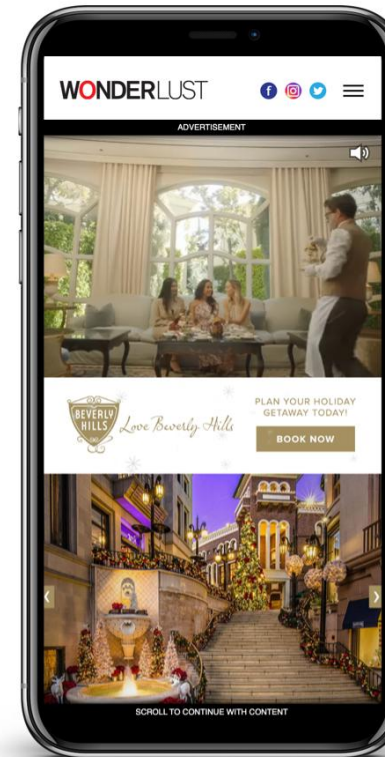 WONDERLUST
ADVERTISEMENT
BEVERLY
HILLS
Love Beverly Hills
PLAN YOUR HOLIDAY
GETAWAY TODAY!
BOOK NOW
SCROLL TO CONTINUE WITH CONTENT